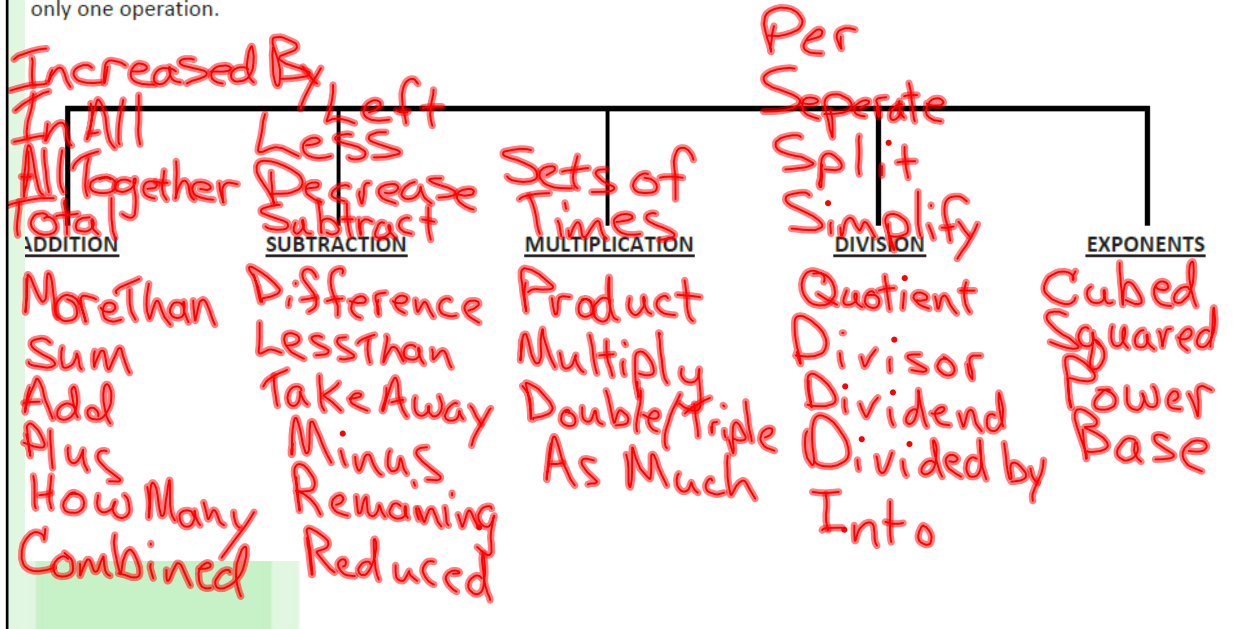 only one operation.
Increased By
In All
All Together
Total
ADDITION
More Than
Sum
Add
Plus
How Many
Combined
Left
Less
Decrease
Subtract
SUBTRACTION
Difference
Less Than
Take Away
Minus
Remaining
Reduced
Sets of
Times
MULTIPLICATION
Product
Multiply
Double/Triple
As Much
Per
Seperate
Split
Simplify
DIVISION
Quotient
Divisor
Dividend
Divided by
Into
EXPONENTS
Cubed
Squared
Power
Base